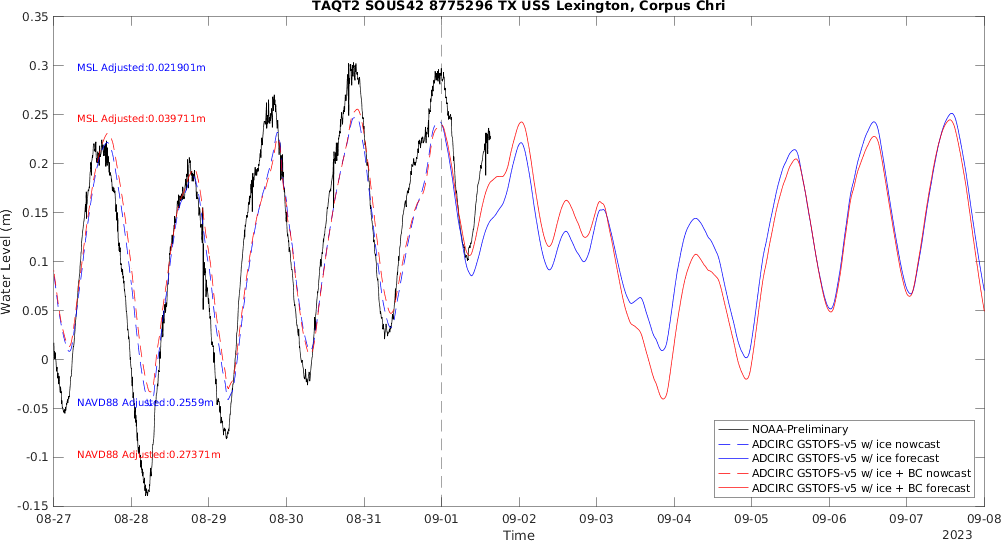 TAQT2 SOUS42 8775296 TX USS Lexington, Corpus Chri
0.35
0.3
0.25
0.2
0.15
0.1
0.05
0
-0.05
-0.1
-0.15
Water Level (m)
MSL Adjusted:0.021901m
MSL Adjusted:0.039711m
NAVD88 Adjusted:0.2559m
NAVD88 Adjusted:0.27371m
NOAA-Preliminary
ADCIRC GSTOFS-v5 w/ ice nowcast
ADCIRC GSTOFS-v5 w/ ice forecast
ADCIRC GSTOFS-v5 w/ ice + BC nowcast
ADCIRC GSTOFS-v5 w/ ice + BC forecast
08-27 08-28 08-29 08-30 08-31 09-01 09-02 09-03 09-04 09-05 09-06 09-07 09-08
Time
2023